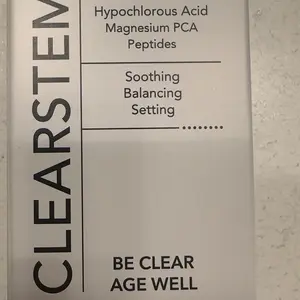 CLEARSTEM
Hypochlorous Acid
Magnesium PCA
Peptides
Soothing
Balancing
Setting
BE CLEAR
AGE WELL